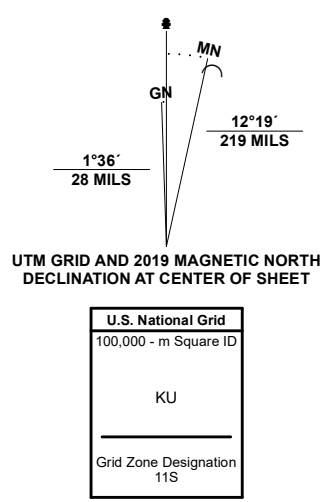 MN
GN
12°19´
219 MILS
1°36´
28 MILS
UTM GRID AND 2019 MAGNETIC NORTH
DECLINATION AT CENTER OF SHEET
U.S. National Grid
100,000 - m Square ID
KU
Grid Zone Designation
11S